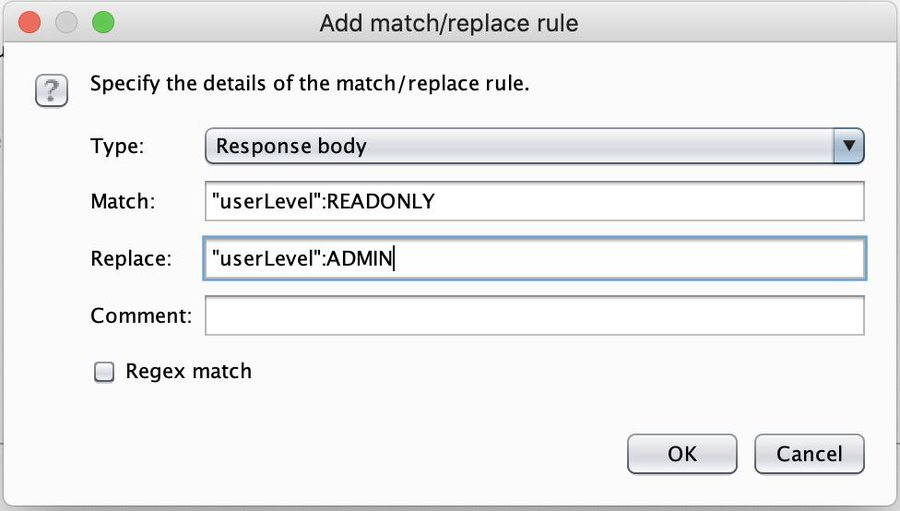 Add match/replace rule
? Specify the details of the match/replace rule.
Type: Response body
Match: "userLevel":READONLY
Replace: "userLevel":ADMIN
Comment:
Regex match
OK Cancel